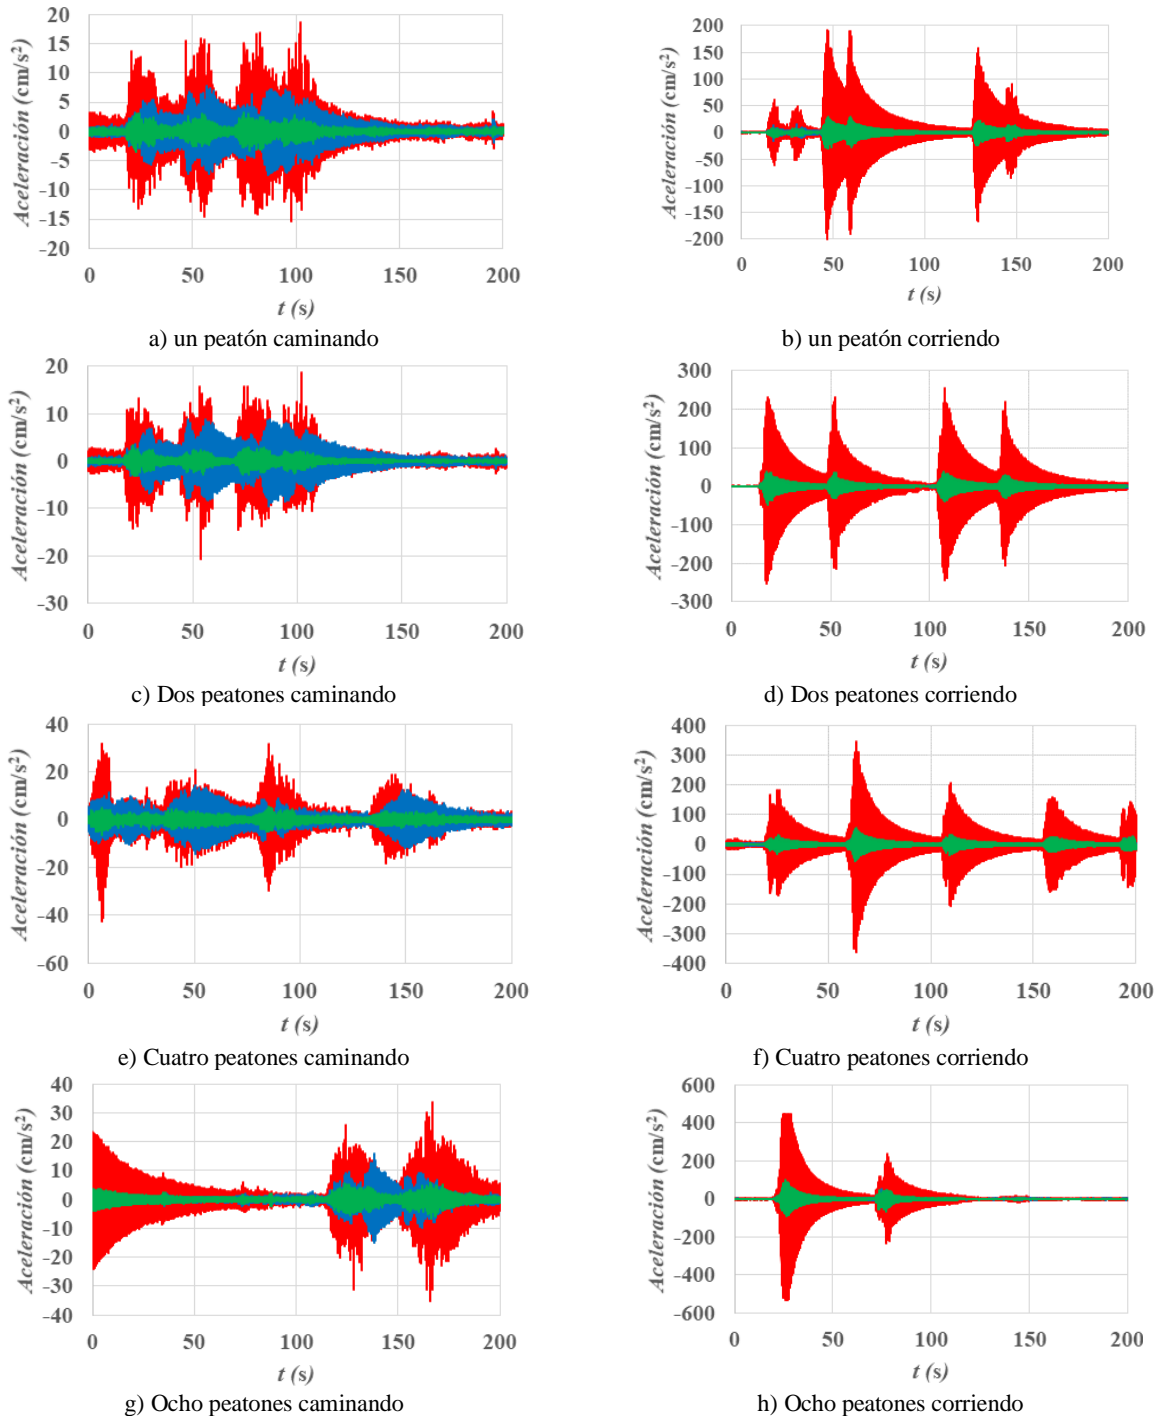 20
15
10
5
0
-5
-10
-15
-20
0 50 100 150 200
Aceleración (cm/s²)
t (s)
a) un peatón caminando
200
150
100
50
0
-50
-100
-150
-200
0 50 100 150 200
Aceleración (cm/s²)
t (s)
b) un peatón corriendo
20
10
0
-10
-20
-30
0 50 100 150 200
Aceleración (cm/s²)
t (s)
c) Dos peatones caminando
300
200
100
0
-100
-200
-300
0 50 100 150 200
Aceleración (cm/s²)
t (s)
d) Dos peatones corriendo
40
20
0
-20
-40
-60
0 50 100 150 200
Aceleración (cm/s²)
t (s)
e) Cuatro peatones caminando
400
300
200
100
0
-100
-200
-300
-400
0 50 100 150 200
Aceleración (cm/s²)
t (s)
f) Cuatro peatones corriendo
40
30
20
10
0
-10
-20
-30
-40
0 50 100 150 200
Aceleración (cm/s²)
t (s)
g) Ocho peatones caminando
600
400
200
0
-200
-400
-600
0 50 100 150 200
Aceleración (cm/s²)
t (s)
h) Ocho peatones corriendo